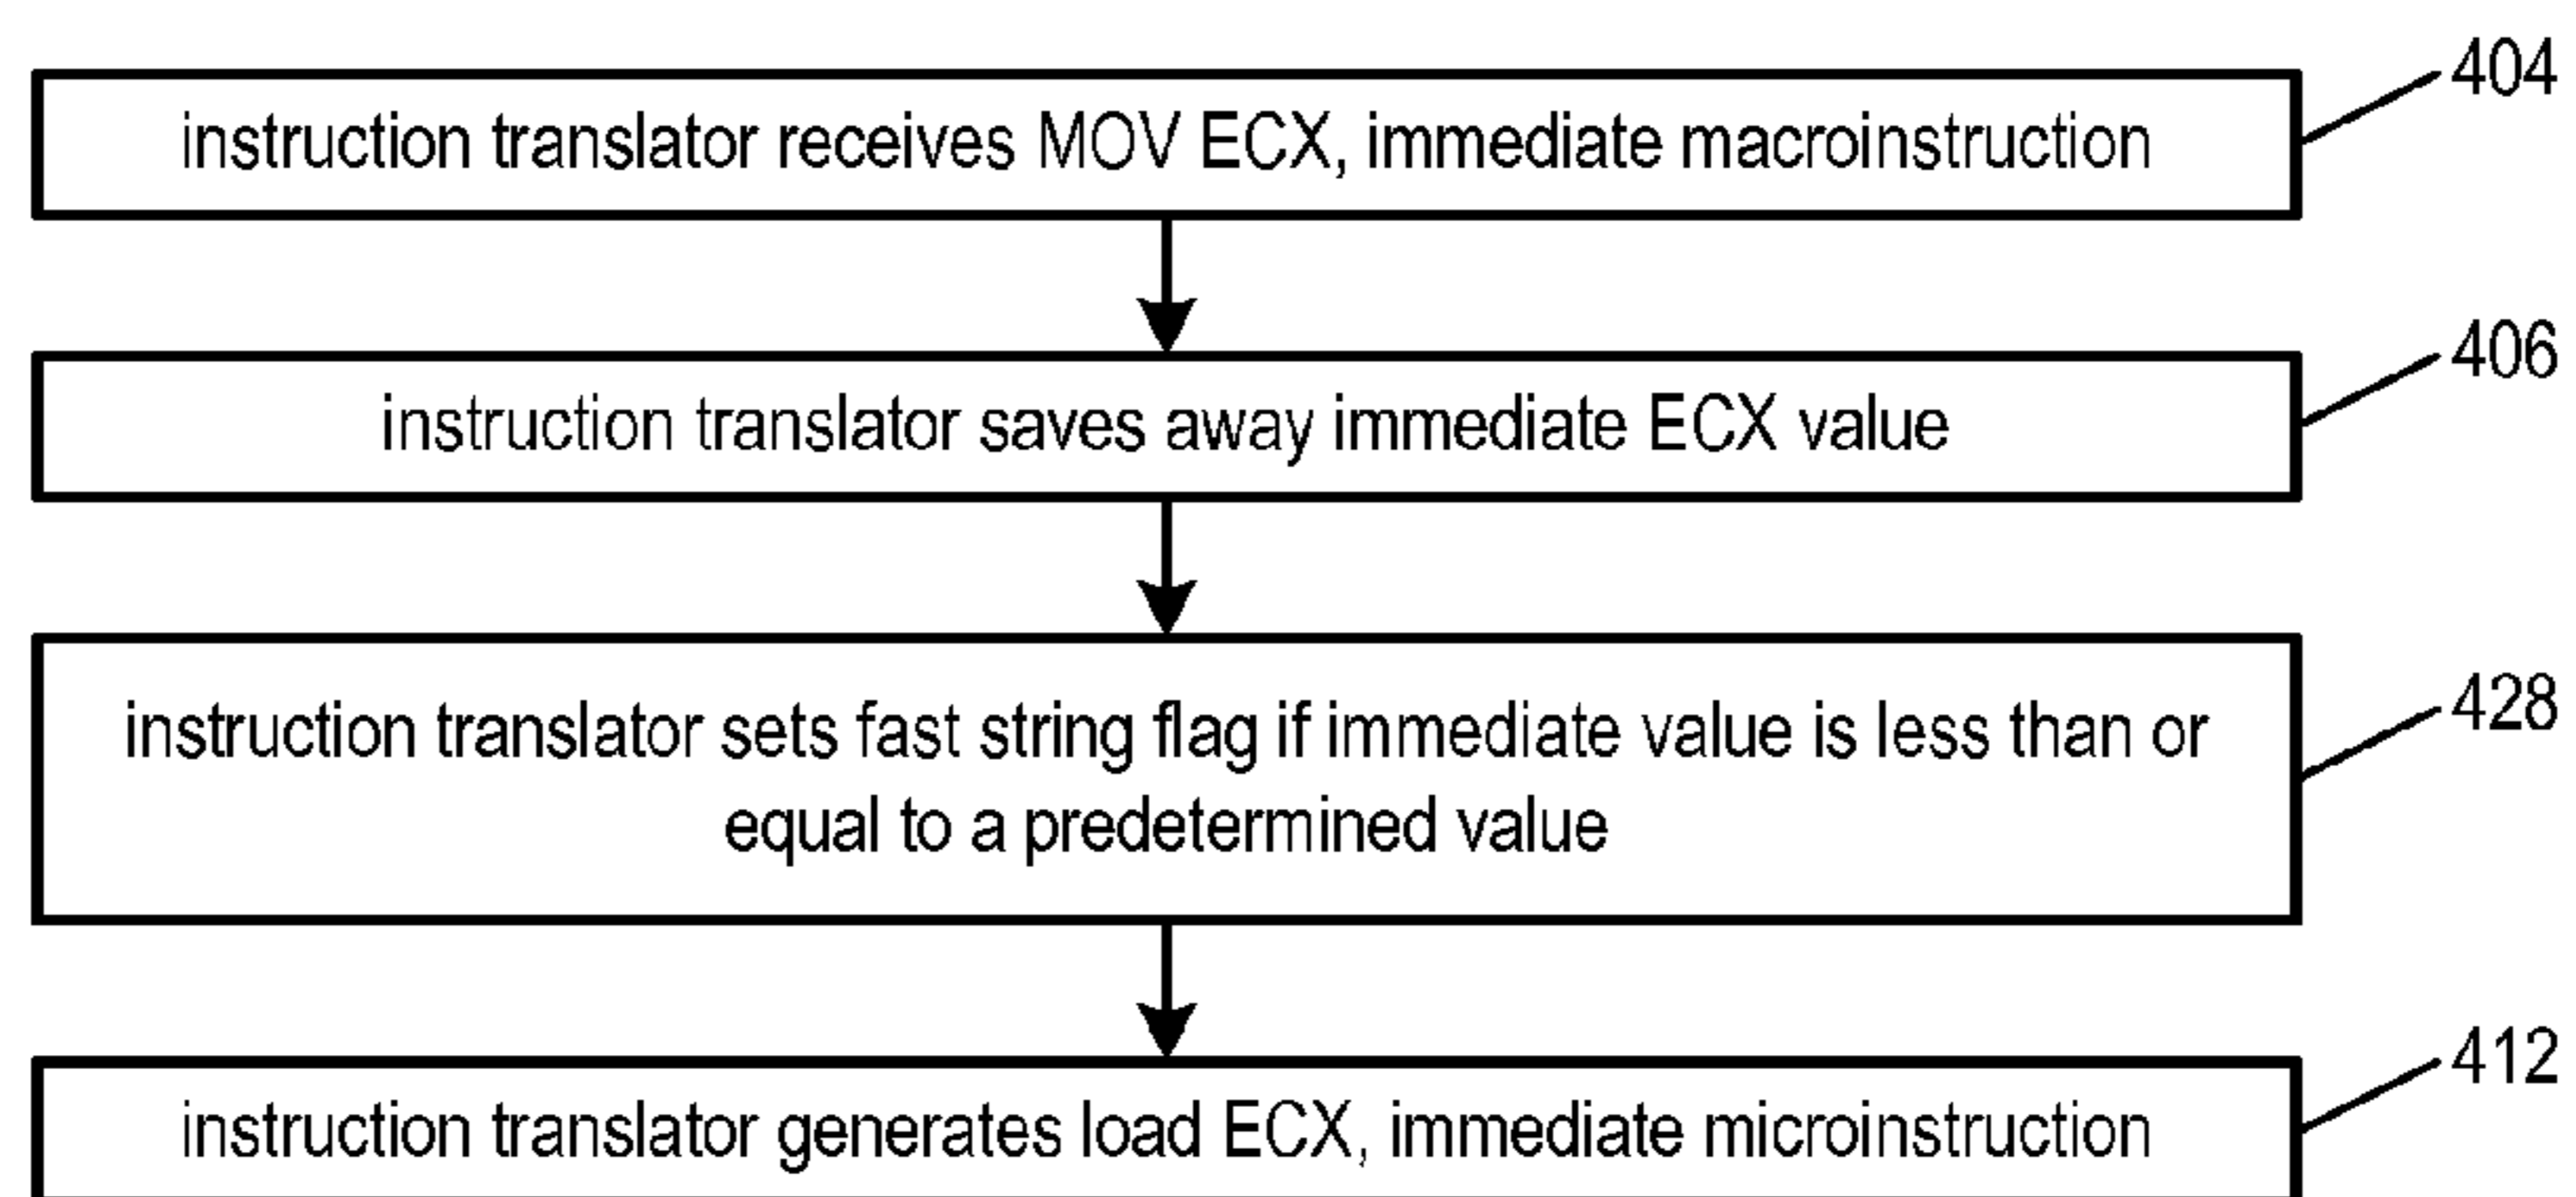 404
instruction translator receives MOV ECX, immediate macroinstruction
406
instruction translator saves away immediate ECX value
428
instruction translator sets fast string flag if immediate value is less than or
equal to a predetermined value
412
instruction translator generates load ECX, immediate microinstruction